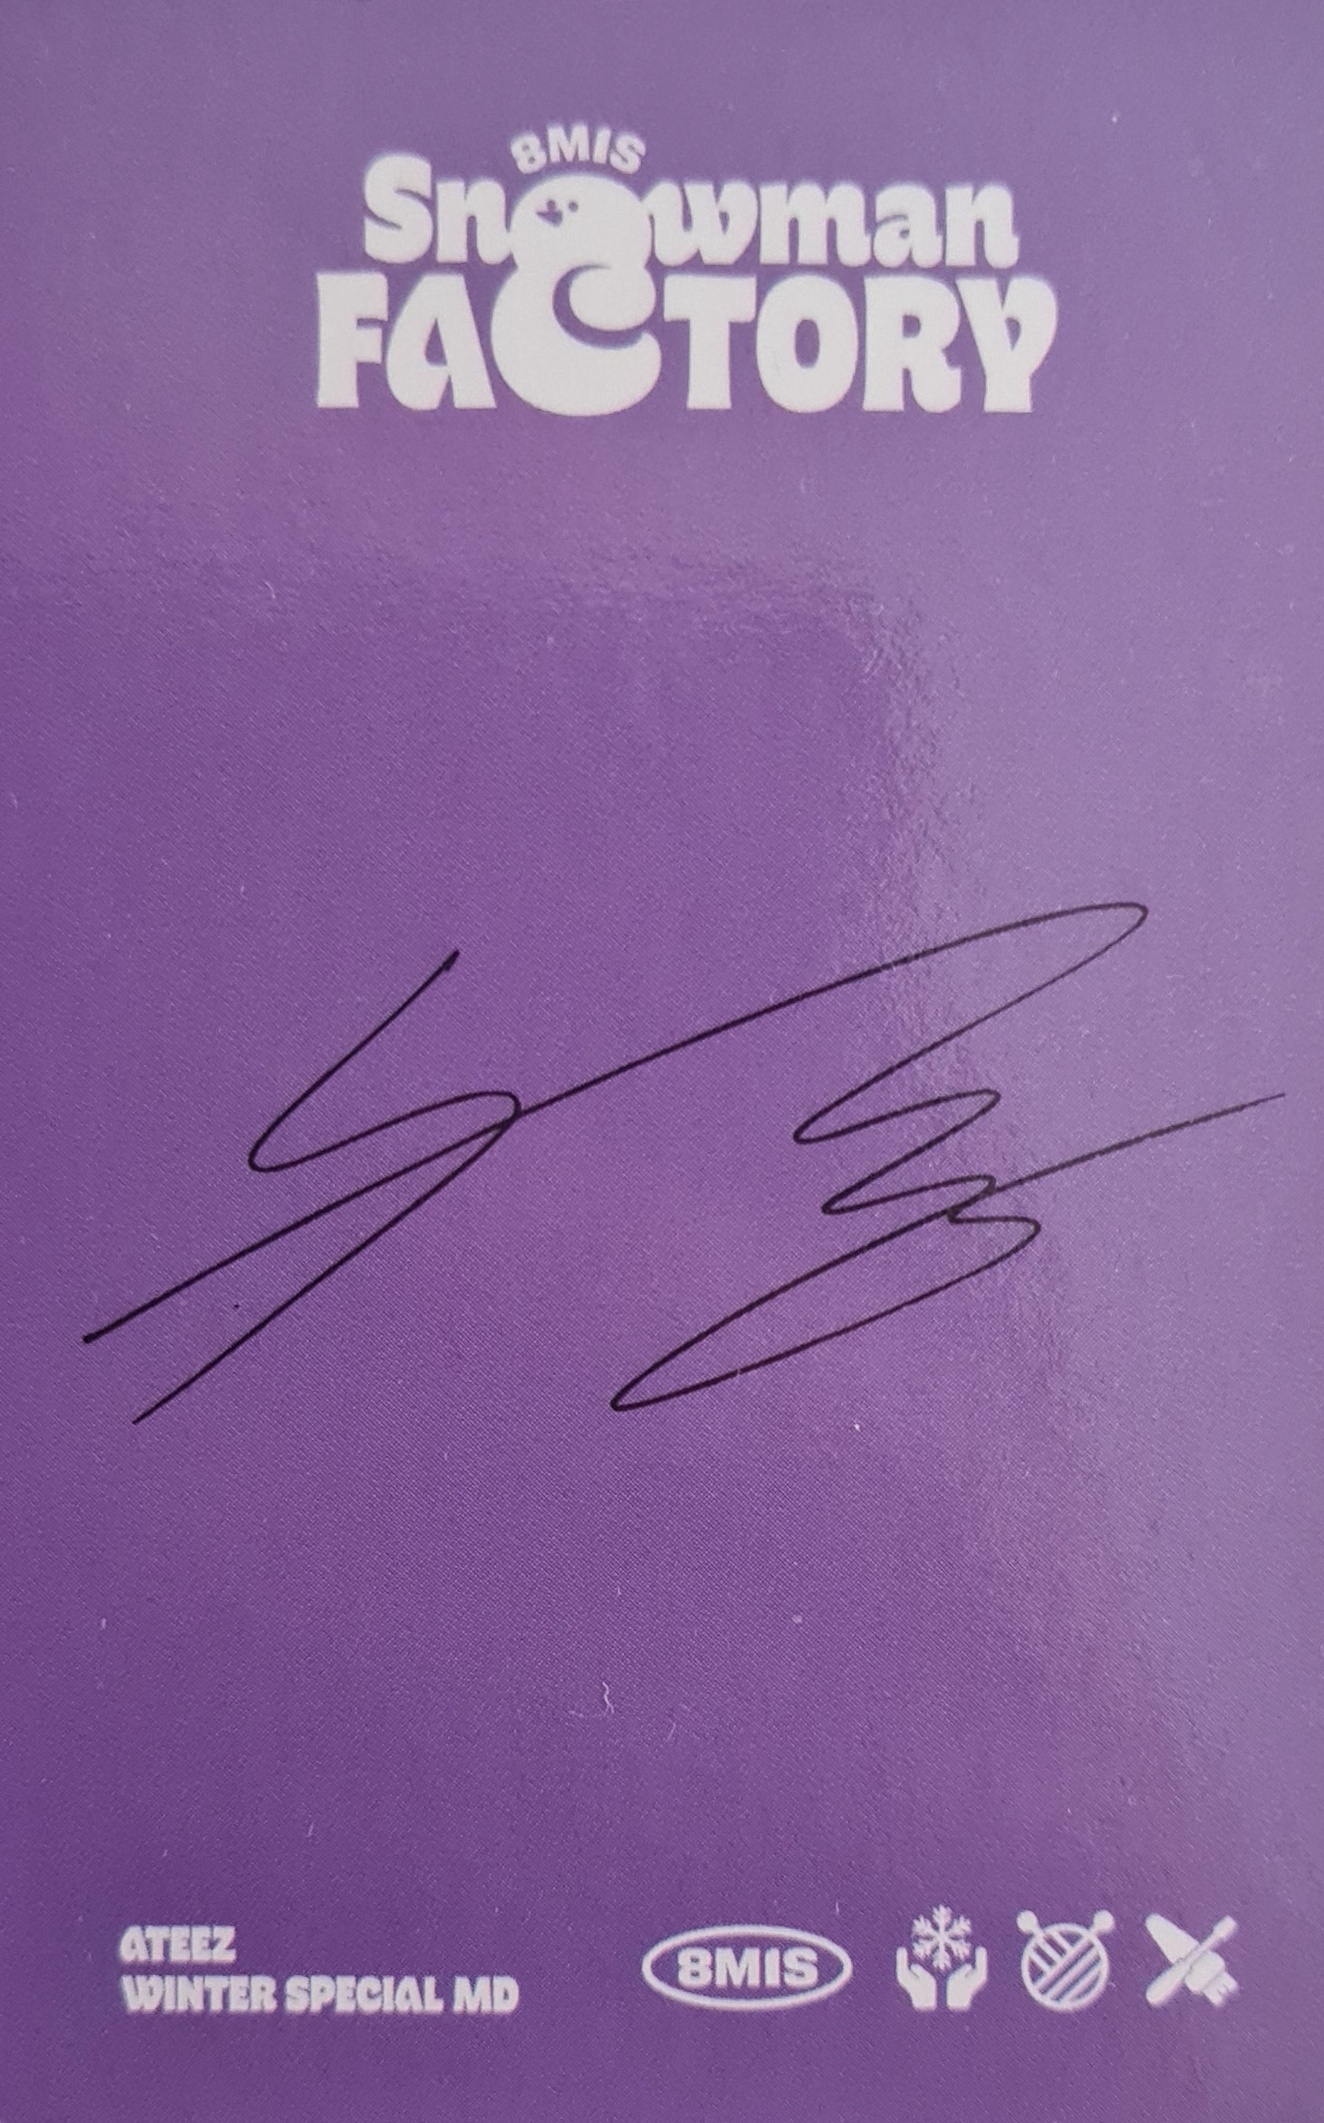 8MIS
Snowman
FACTORY
ATEEZ
WINTER SPECIAL MD
8MIS